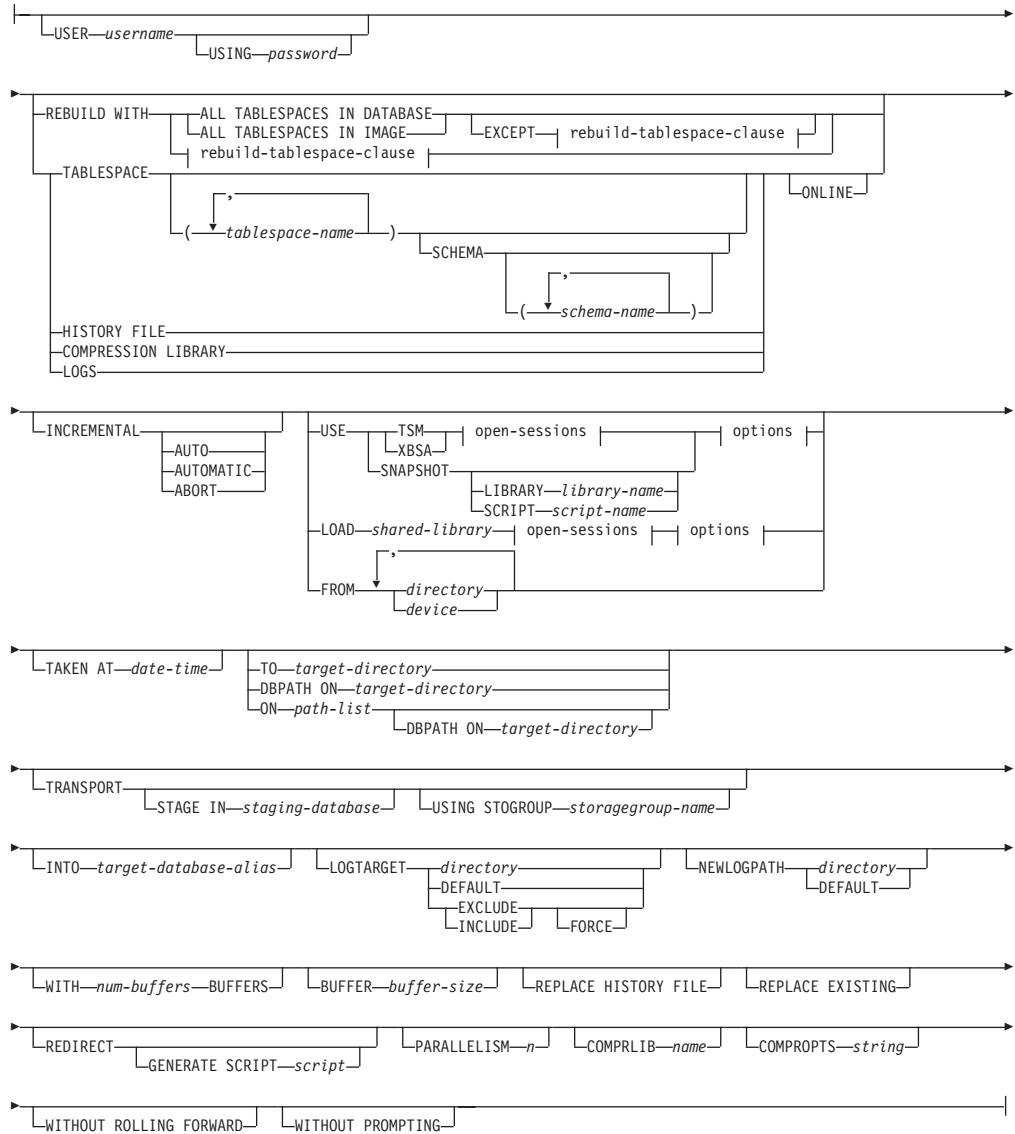 USER username
USING password
REBUILD WITH ALL TABLESPACES IN DATABASE
ALL TABLESPACES IN IMAGE EXCEPT rebuild-tablespace-clause
rebuild-tablespace-clause
TABLESPACE
ONLINE
,
( tablespace-name )
SCHEMA
,
( schema-name )
HISTORY FILE
COMPRESSION LIBRARY
LOGS
INCREMENTAL USE TSM open-sessions options
AUTO XBSA
AUTOMATIC SNAPSHOT
ABORT LIBRARY library-name
SCRIPT script-name
LOAD shared-library open-sessions options
,
FROM directory
device
TAKEN AT date-time TO target-directory
DBPATH ON target-directory
ON path-list
DBPATH ON target-directory
TRANSPORT
STAGE IN staging-database USING STOGROUP storagegroup-name
INTO target-database-alias LOGTARGET directory NEWLOGPATH directory
DEFAULT DEFAULT
EXCLUDE
INCLUDE FORCE
WITH num-buffers BUFFERS BUFFER buffer-size REPLACE HISTORY FILE REPLACE EXISTING
REDIRECT PARALLELISM n COMPRLIB name COMPROPTS string
GENERATE SCRIPT script
WITHOUT ROLLING FORWARD WITHOUT PROMPTING